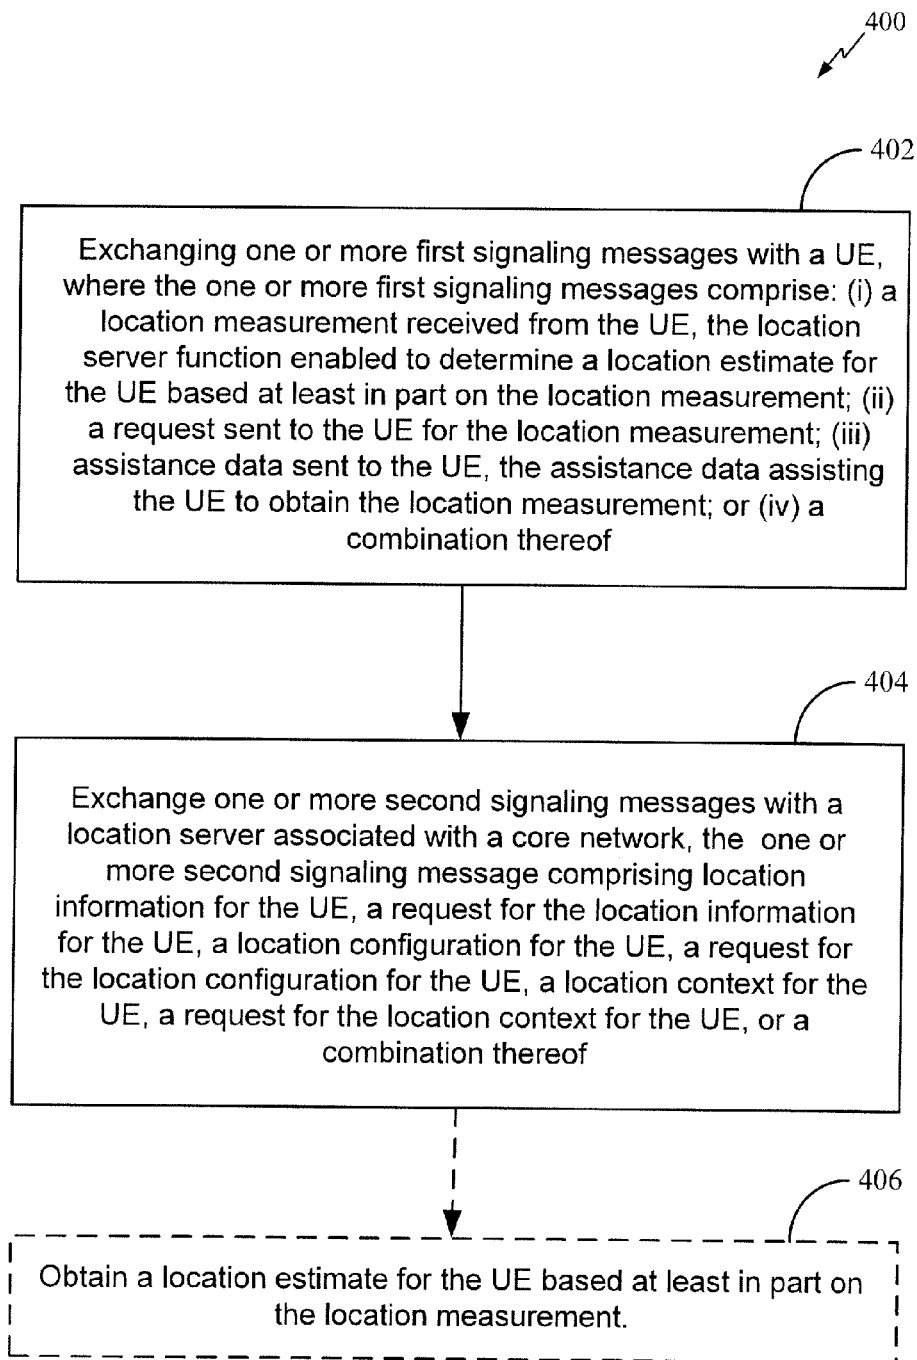 400
402
Exchanging one or more first signaling messages with a UE,
where the one or more first signaling messages comprise: (i) a
location measurement received from the UE, the location
server function enabled to determine a location estimate for
the UE based at least in part on the location measurement; (ii)
a request sent to the UE for the location measurement; (iii)
assistance data sent to the UE, the assistance data assisting
the UE to obtain the location measurement; or (iv) a
combination thereof
404
Exchange one or more second signaling messages with a
location server associated with a core network, the one or
more second signaling message comprising location
information for the UE, a request for the location information
for the UE, a location configuration for the UE, a request for
the location configuration for the UE, a location context for the
UE, a request for the location context for the UE, or a
combination thereof
406
Obtain a location estimate for the UE based at least in part on
the location measurement.